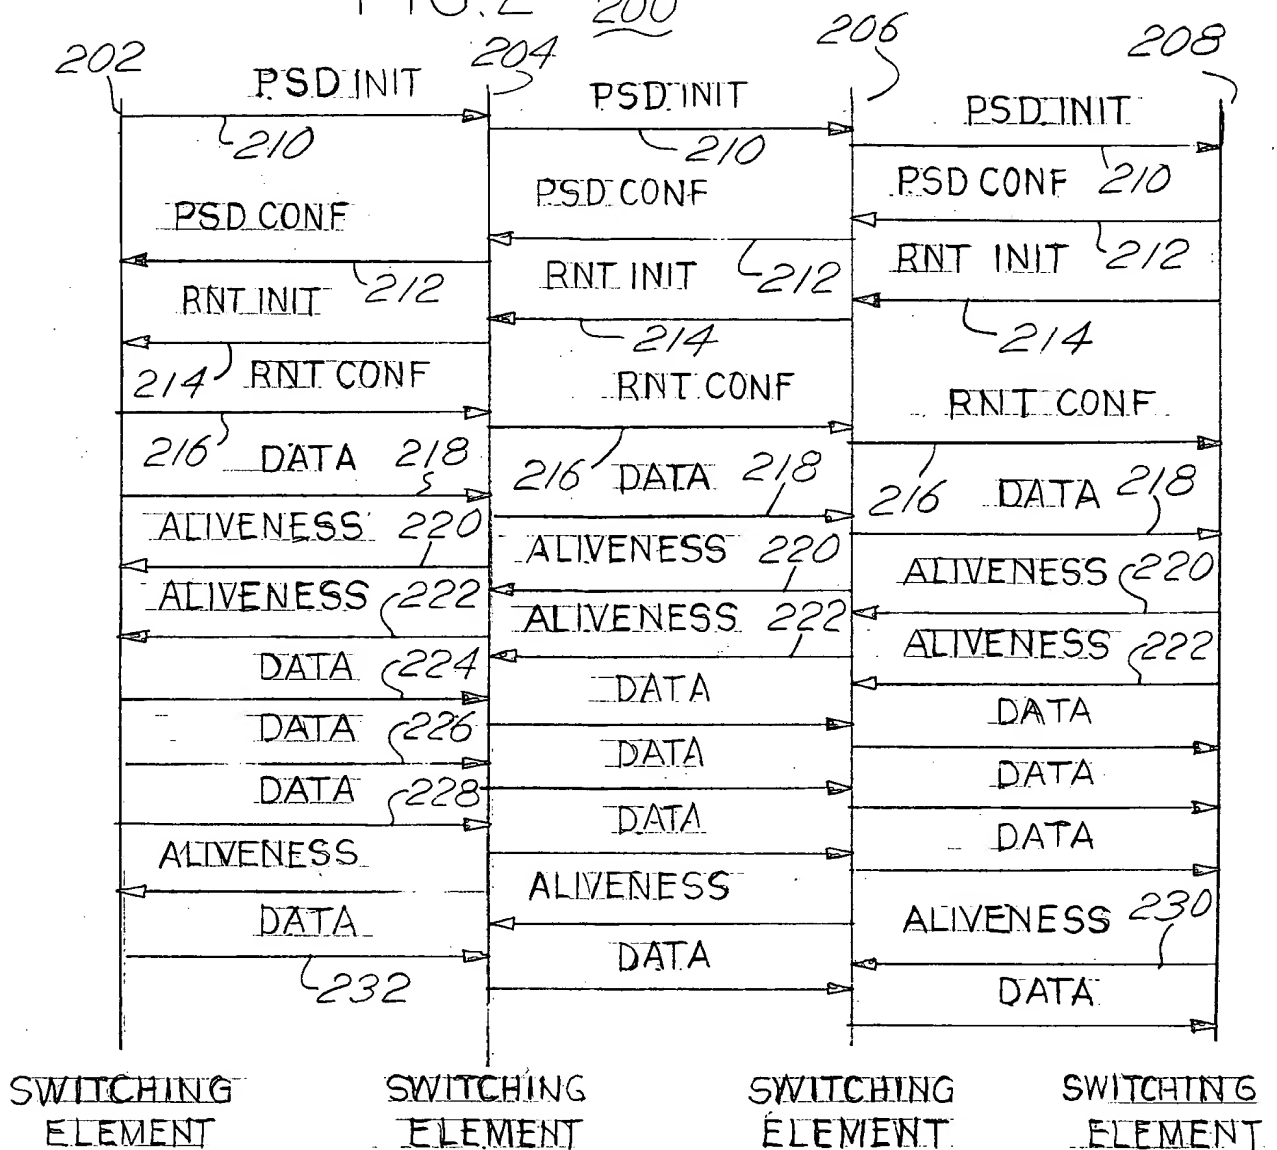 FIG. 2 200
202 204 206 208
PSD INIT PSD INIT PSD INIT
210 210 210
PSD CONF PSD CONF PSD CONF
212 212 212
RNT INIT RNT INIT RNT INIT
214 214 214
RNT CONF RNT CONF RNT CONF
216 216 216
DATA 218 DATA 218 DATA 218
ALIVENESS 220 ALIVENESS 220 ALIVENESS 220
ALIVENESS 222 ALIVENESS 222 ALIVENESS 222
DATA 224 DATA DATA
DATA 226 DATA DATA
DATA 228 DATA DATA
ALIVENESS ALIVENESS ALIVENESS 230
DATA DATA DATA
232
SWITCHING SWITCHING SWITCHING SWITCHING
ELEMENT ELEMENT ELEMENT ELEMENT